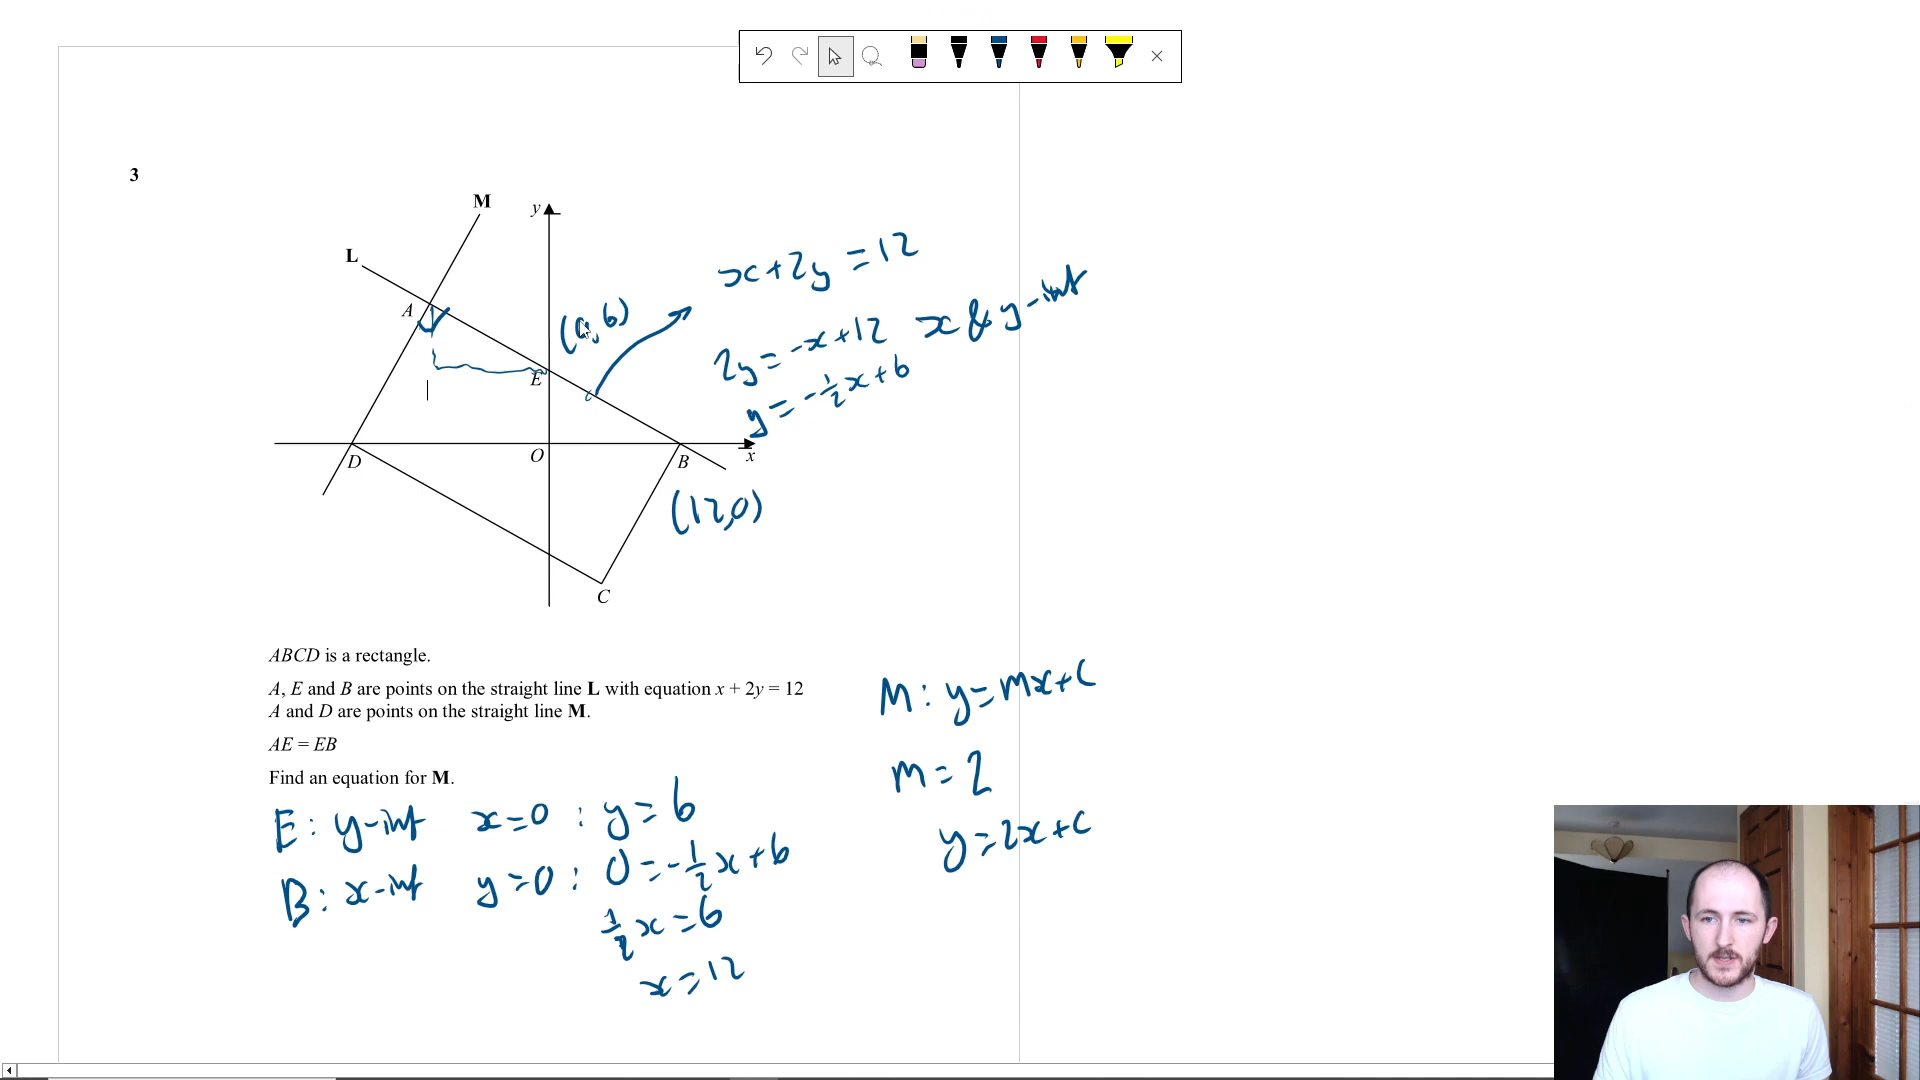 3
M
y
L
x+2y=12
A
(0,6)
x & y-int
2y=-x+12
y=-1/2x+6
E
D
O
B
x
(12,0)
C
ABCD is a rectangle.
A, E and B are points on the straight line L with equation x + 2y = 12
A and D are points on the straight line M.
AE = EB
Find an equation for M.
E: y-int x=0 : y=6
B: x-int y=0 : 0=-1/2x+6
1/2x=6
x=12
M: y=mx+c
m=2
y=2x+c